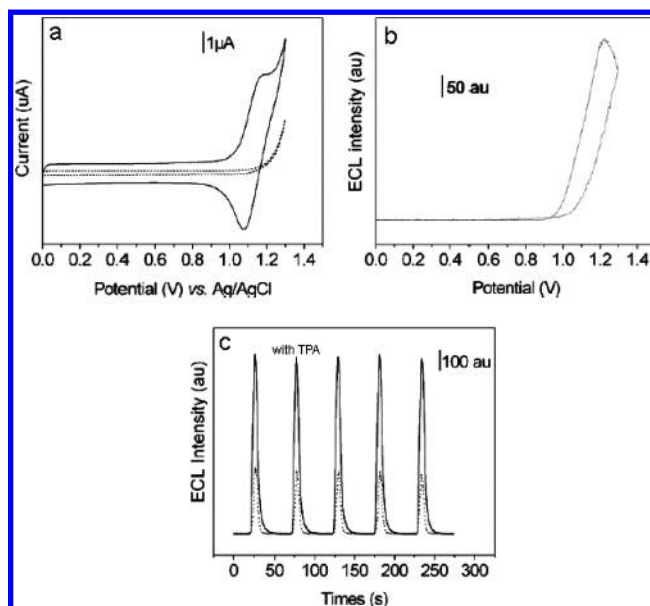 a
1μA
Current (uA)
0.0 0.2 0.4 0.6 0.8 1.0 1.2 1.4
Potential (V) vs. Ag/AgCl
b
50 au
ECL intensity (au)
0.0 0.2 0.4 0.6 0.8 1.0 1.2 1.4
Potential (V)
c
with TPA
100 au
ECL Intensity (au)
0 50 100 150 200 250 300
Times (s)